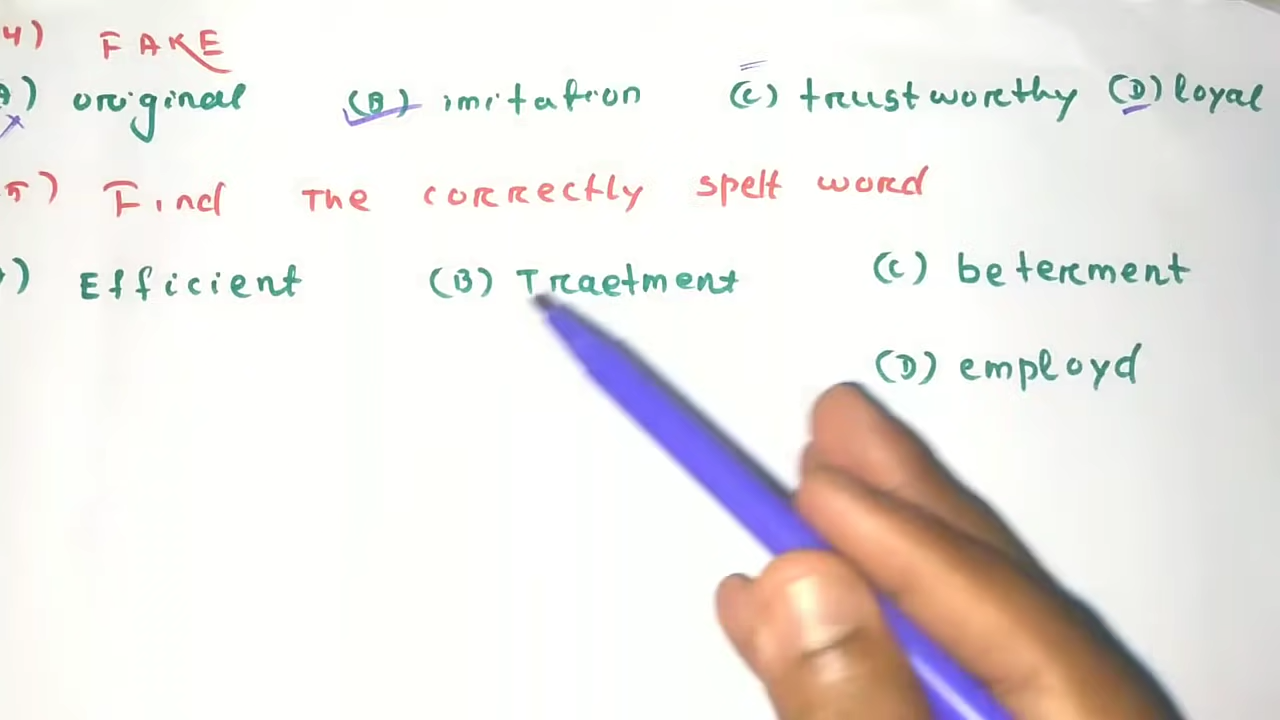 4) FAKE
A) original (B) imitation (C) trustworthy (D) loyal
5) Find The correctly spelt word
A) Efficient (B) Traetment (C) beterment
(D) employd